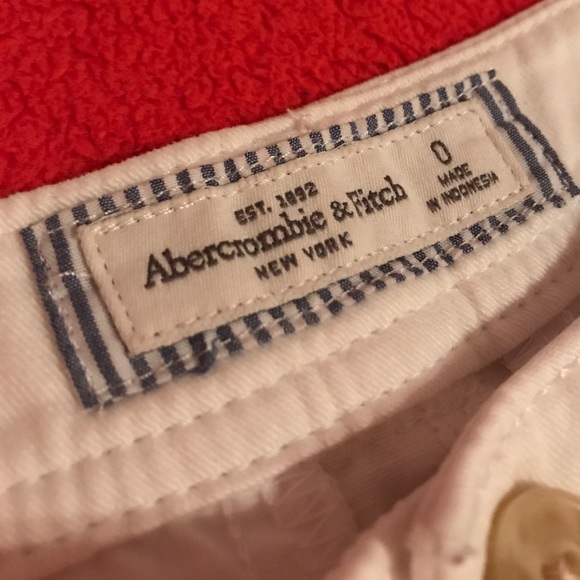 EST. 1892
Abercrombie & Fitch
NEW YORK
0
MADE
IN INDONESIA